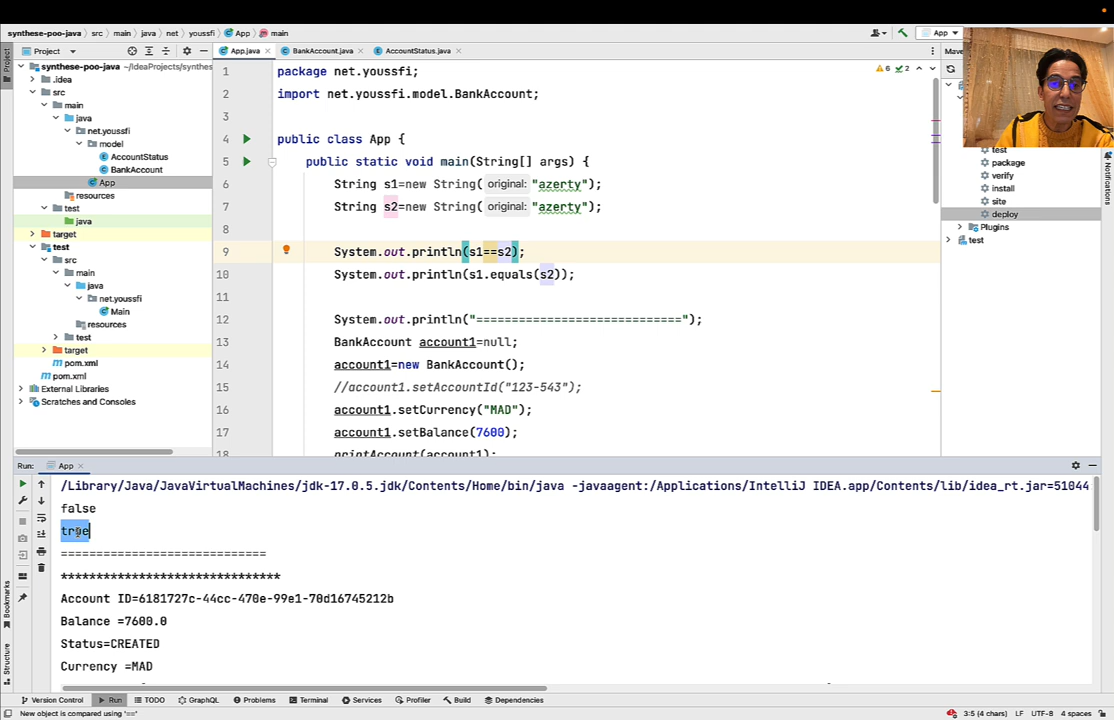 synthese-poo-java › src › main › java › net › youssfi › App › main
App
Project
App.java × BankAccount.java × AccountStatus.java ×
Mave
synthese-poo-java ~/IdeaProjects/synthes
.idea
src
main
java
net.youssfi
model
AccountStatus
BankAccount
App
resources
test
java
target
test
src
main
java
net.youssfi
Main
resources
test
target
pom.xml
pom.xml
External Libraries
Scratches and Consoles
1 package net.youssfi;
2 import net.youssfi.model.BankAccount;
3
4 public class App {
5 public static void main(String[] args) {
6 String s1=new String( original: "azerty");
7 String s2=new String( original: "azerty");
8
9 System.out.println(s1==s2);
10 System.out.println(s1.equals(s2));
11
12 System.out.println("=============================");
13 BankAccount account1=null;
14 account1=new BankAccount();
15 //account1.setAccountId("123-543");
16 account1.setCurrency("MAD");
17 account1.setBalance(7600);
18 printAccount(account1);
6 2
test
package
verify
install
site
deploy
Plugins
test
Notifications
Project
Bookmarks
Structure
Run: App ×
/Library/Java/JavaVirtualMachines/jdk-17.0.5.jdk/Contents/Home/bin/java -javaagent:/Applications/IntelliJ IDEA.app/Contents/lib/idea_rt.jar=51044
false
true
=============================
*******************************
Account ID=6181727c-44cc-470e-99e1-70d16745212b
Balance =7600.0
Status=CREATED
Currency =MAD
Version Control Run TODO GraphQL Problems Terminal Services Profiler Build Dependencies
New object is compared using '==' 3:5 (4 chars) LF UTF-8 4 spaces